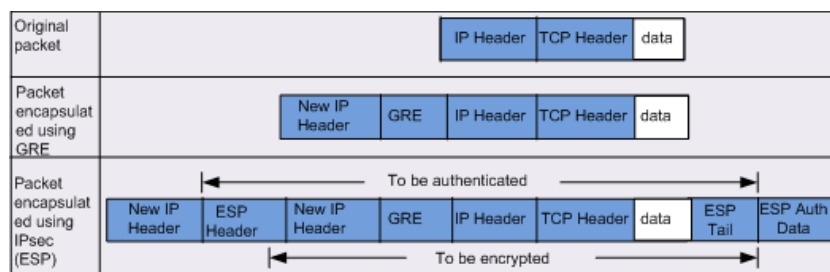 Original
packet
IP Header TCP Header data
Packet
encapsulat
ed using
GRE
New IP
Header
GRE IP Header TCP Header data
Packet
encapsulat
ed using
IPsec
(ESP)
To be authenticated
New IP
Header
ESP
Header
New IP
Header
GRE IP Header TCP Header data
ESP
Tail
ESP Auth
Data
To be encrypted